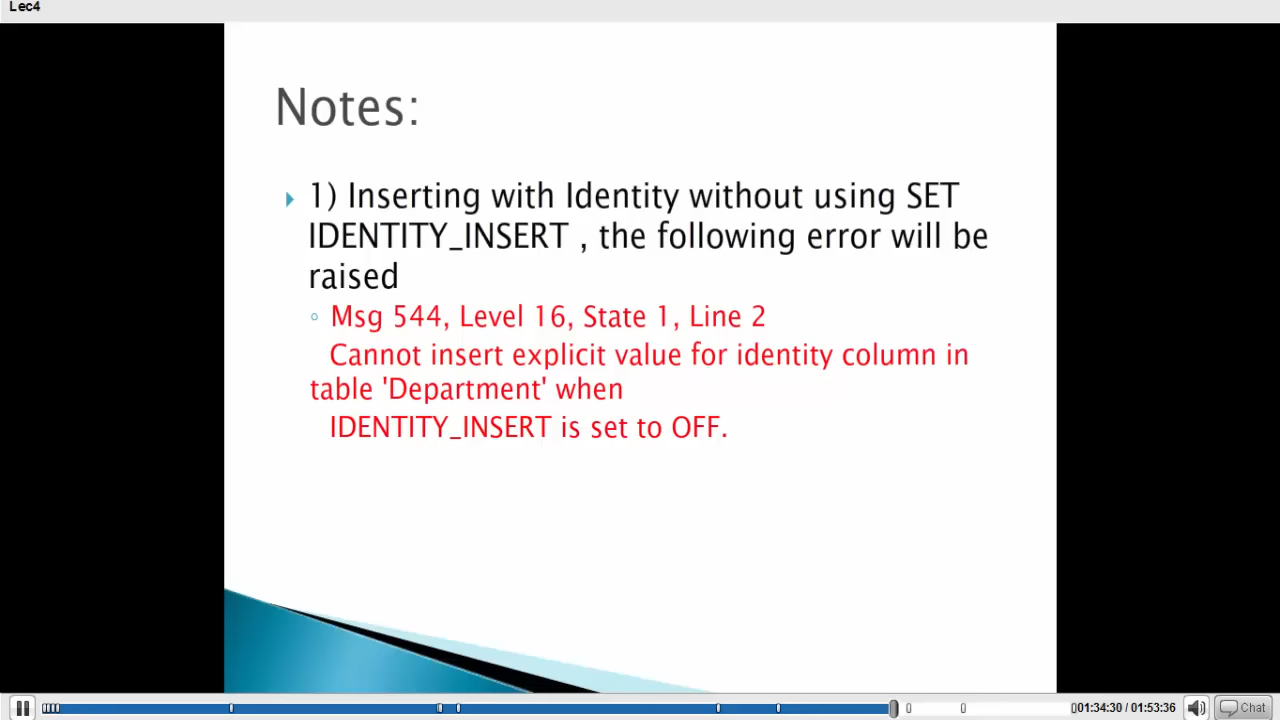 Lec4
Notes:
1) Inserting with Identity without using SET
IDENTITY_INSERT , the following error will be
raised
Msg 544, Level 16, State 1, Line 2
Cannot insert explicit value for identity column in
table 'Department' when
IDENTITY_INSERT is set to OFF.
01:34:30 / 01:53:36
Chat